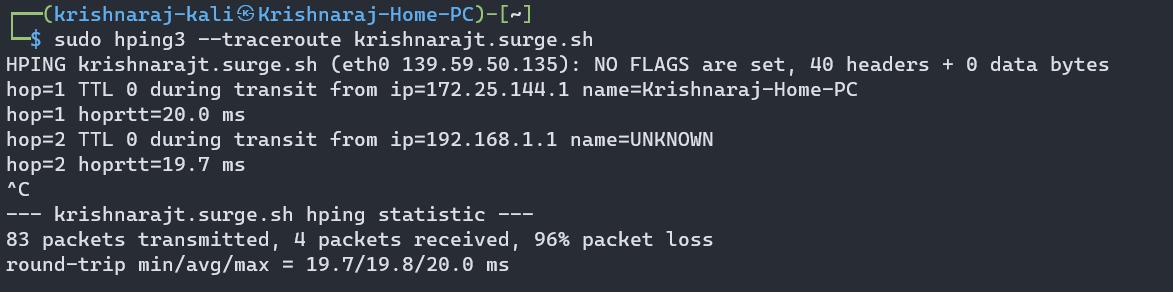 ┌──(krishnaraj-kali㉿Krishnaraj-Home-PC)-[~]
└─$ sudo hping3 --traceroute krishnarajt.surge.sh
HPING krishnarajt.surge.sh (eth0 139.59.50.135): NO FLAGS are set, 40 headers + 0 data bytes
hop=1 TTL 0 during transit from ip=172.25.144.1 name=Krishnaraj-Home-PC
hop=1 hoprtt=20.0 ms
hop=2 TTL 0 during transit from ip=192.168.1.1 name=UNKNOWN
hop=2 hoprtt=19.7 ms
^C
--- krishnarajt.surge.sh hping statistic ---
83 packets transmitted, 4 packets received, 96% packet loss
round-trip min/avg/max = 19.7/19.8/20.0 ms